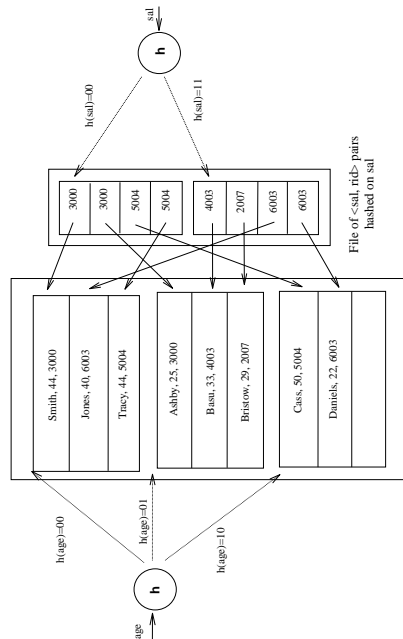 sal
h
h(sal)=00
h(sal)=11
3000
3000
5004
5004
4003
2007
6003
6003
File of <sal, rid> pairs
hashed on sal
Smith, 44, 3000
Jones, 40, 6003
Tracy, 44, 5004
Ashby, 25, 3000
Basu, 33, 4003
Bristow, 29, 2007
Cass, 50, 5004
Daniels, 22, 6003
h(age)=00
h(age)=01
h(age)=10
h
age